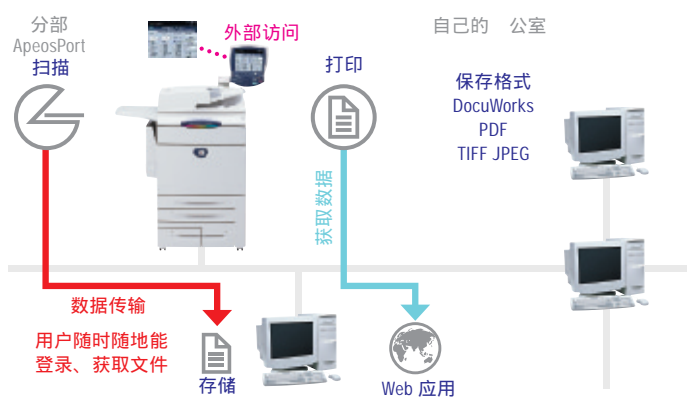 分部
ApeosPort
扫描
外部访问
打印
自己的 公室
保存格式
DocuWorks
PDF
TIFF JPEG
获取数据
数据传输
用户随时随地能
登录、获取文件
存储
Web 应用